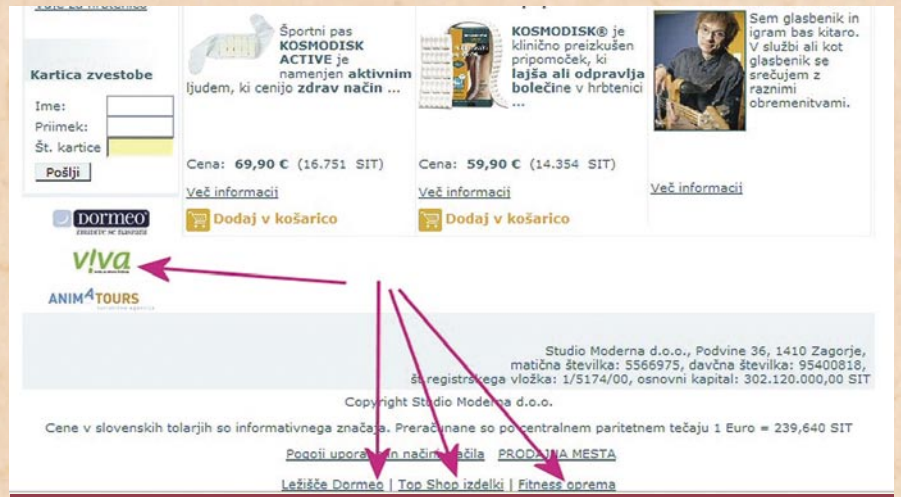 Kartica zvestobe
Ime:
Priimek:
Št. kartice
Pošlji
DORMEO
v!va
ANIM4TOURS
Športni pas
KOSMODISK
ACTIVE je
namenjen aktivnim
ljudem, ki cenijo zdrav način ...
Cena: 69,90 € (16.751 SIT)
Več informacij
Dodaj v košarico
KOSMODISK® je
klinično preizkušen
pripomoček, ki
lajša ali odpravlja
bolečine v hrbtenici
...
Cena: 59,90 € (14.354 SIT)
Več informacij
Dodaj v košarico
Sem glasbenik in
igram bas kitaro.
V službi ali kot
glasbenik se
srečujem z
raznimi
obremenitvami.
Več informacij
Studio Moderna d.o.o., Podvine 36, 1410 Zagorje,
matična številka: 5566975, davčna številka: 95400818,
št.registrskega vložka: 1/5174/00, osnovni kapital: 302.120.000,00 SIT
Copyright Studio Moderna d.o.o.
Cene v slovenskih tolarjih so informativnega značaja. Preračunane so po centralnem paritetnem tečaju 1 Euro = 239,640 SIT
Pogoji uporabe in način plačila PRODAJNA MESTA
Ležišče Dormeo | Top Shop izdelki | Fitness oprema